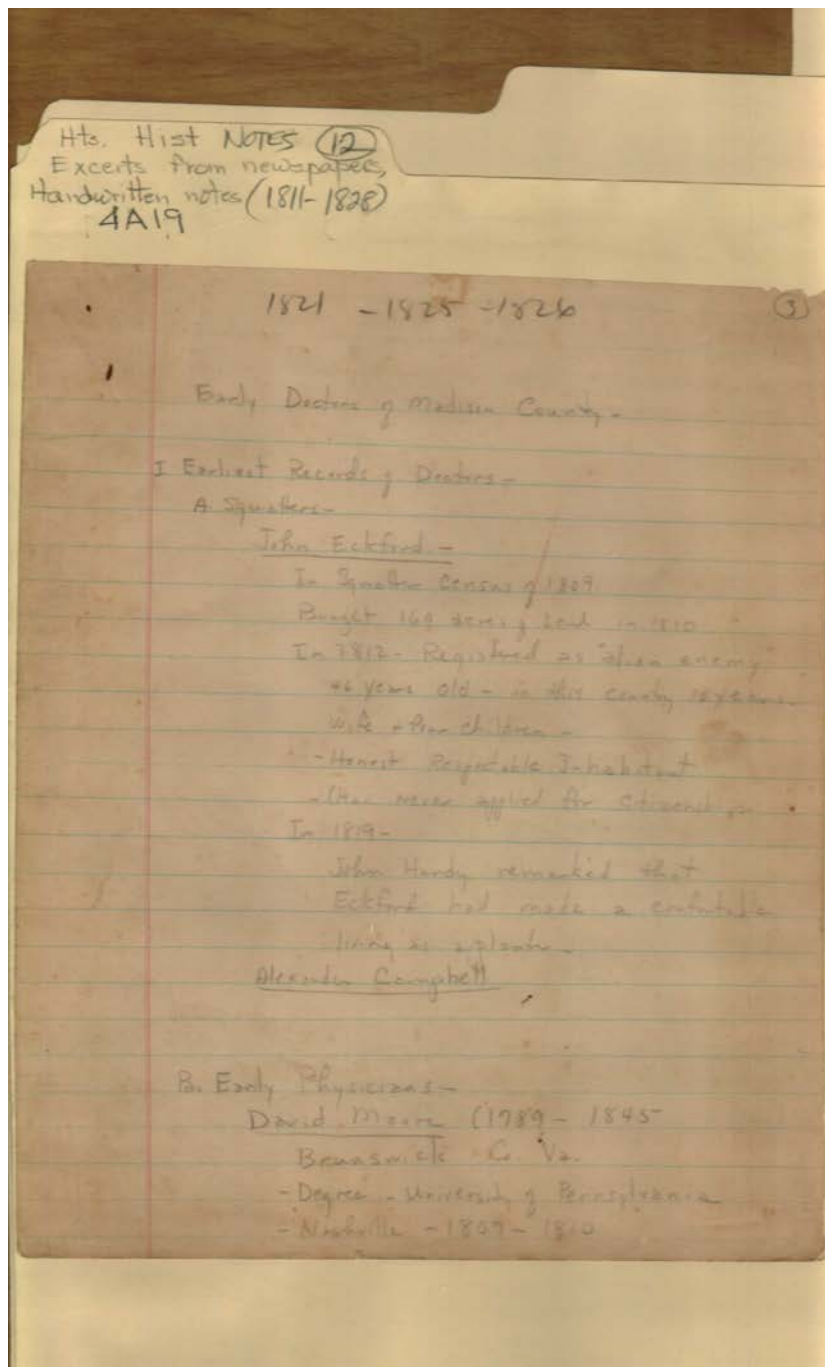 Hts. Hist NOTES (12)
Excerts from newspapers,
Handwritten notes (1811-1828)
4A19
1821 - 1825 - 1826
3
Early Doctors of Madison County -
I Earliest Records of Doctors -
A Squatters -
John Eckford -
In Squatter Census of 1809
160 acres of land in 1810
In 1812 - Registered as "alien enemy"
46 years old - in this county
wife + children -
- Honest Respectable Inhabitant
- (Has never applied for citizenship
In 1819 -
John Hardy remarked that
Eckford had made a comfortable
living as a planter -
Alexander Campbell
B. Early Physicians -
David Moore (1789 - 1845
Brunswick Co. Va.
- Degree - University of Pennsylvania
- Nashville - 1809 - 1810